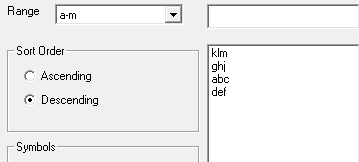 Range a-m
Sort Order
Ascending
Descending
Symbols
klm
ghj
abc
def